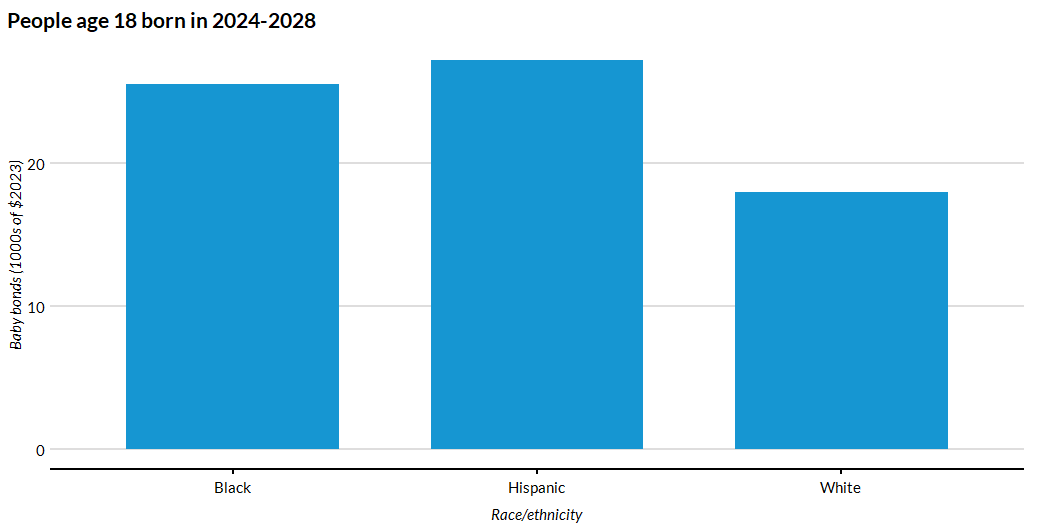 People age 18 born in 2024-2028
Baby bonds (1000s of $2023)
20
10
0
Black
Hispanic
White
Race/ethnicity